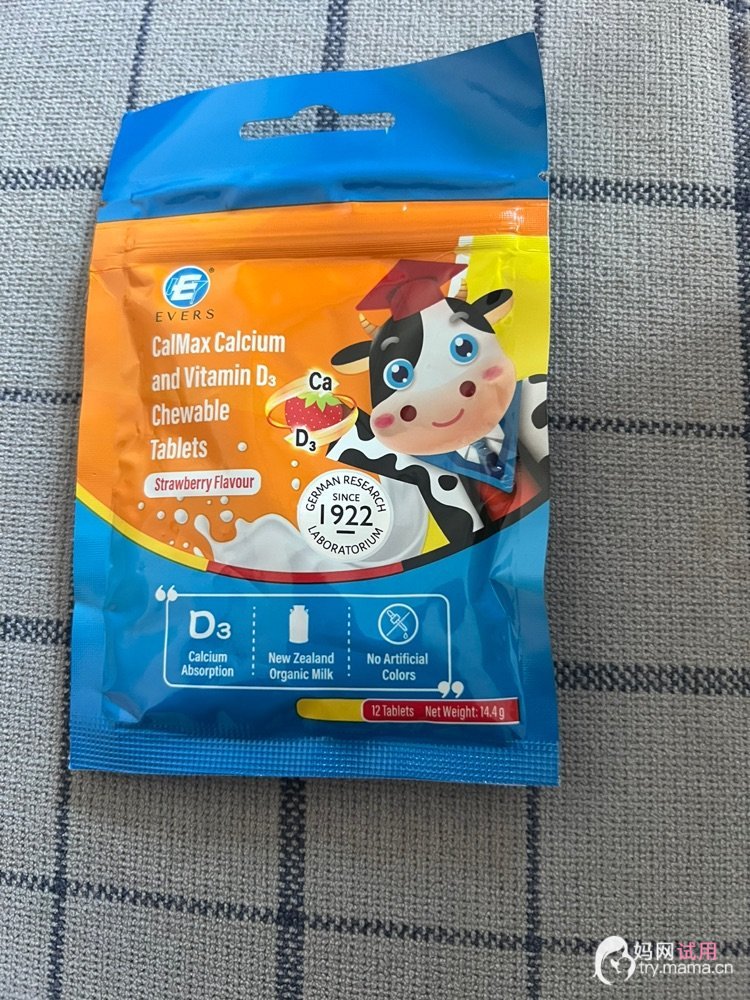 E
®
EVERS
CalMax Calcium
and Vitamin D₃
Chewable
Tablets
Strawberry Flavour
Ca
D₃
GERMAN RESEARCH
SINCE
1922
LABORATORIUM
D₃
Calcium
Absorption
New Zealand
Organic Milk
No Artificial
Colors
12 Tablets Net Weight: 14.4 g
妈网试用
try.mama.cn